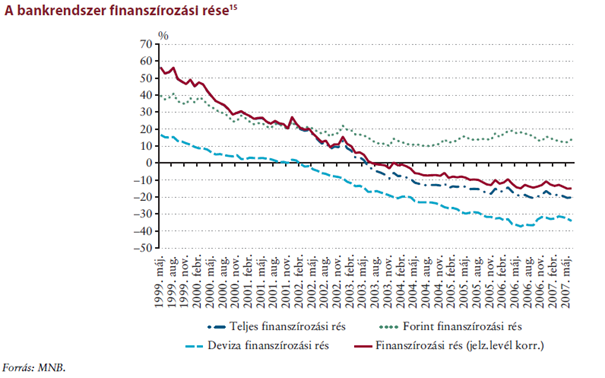 A bankrendszer finanszírozási rése15
%
70
60
50
40
30
20
10
0
–10
–20
–30
–40
–50
1999. máj.
1999. aug.
1999. nov.
2000. febr.
2000. máj.
2000. aug.
2000. nov.
2001. febr.
2001. máj.
2001. aug.
2001. nov.
2002. febr.
2002. máj.
2002. aug.
2002. nov.
2003. febr.
2003. máj.
2003. aug.
2003. nov.
2004. febr.
2004. máj.
2004. aug.
2004. nov.
2005. febr.
2005. máj.
2005. aug.
2005. nov.
2006. febr.
2006. máj.
2006. aug.
2006. nov.
2007. febr.
2007. máj.
Teljes finanszírozási rés
Forint finanszírozási rés
Deviza finanszírozási rés
Finanszírozási rés (jelz.levél korr.)
Forrás: MNB.